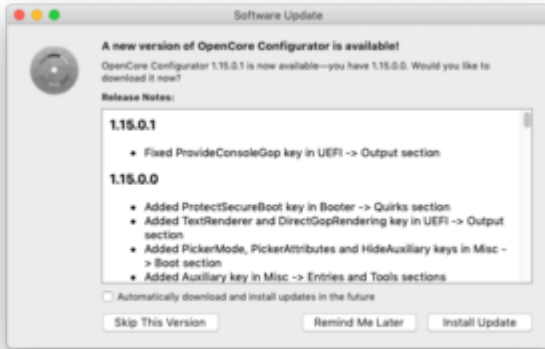 Software Update
A new version of OpenCore Configurator is available!
OpenCore Configurator 1.15.0.1 is now available—you have 1.15.0.0. Would you like to
download it now?
Release Notes:
1.15.0.1
• Fixed ProvideConsoleGop key in UEFI -> Output section
1.15.0.0
• Added ProtectSecureBoot key in Booter -> Quirks section
• Added TextRenderer and DirectGopRendering key in UEFI -> Output
section
• Added PickerMode, PickerAttributes and HideAuxiliary keys in Misc -
> Boot section
• Added Auxiliary key in Misc -> Entries and Tools sections
Automatically download and install updates in the future
Skip This Version
Remind Me Later
Install Update